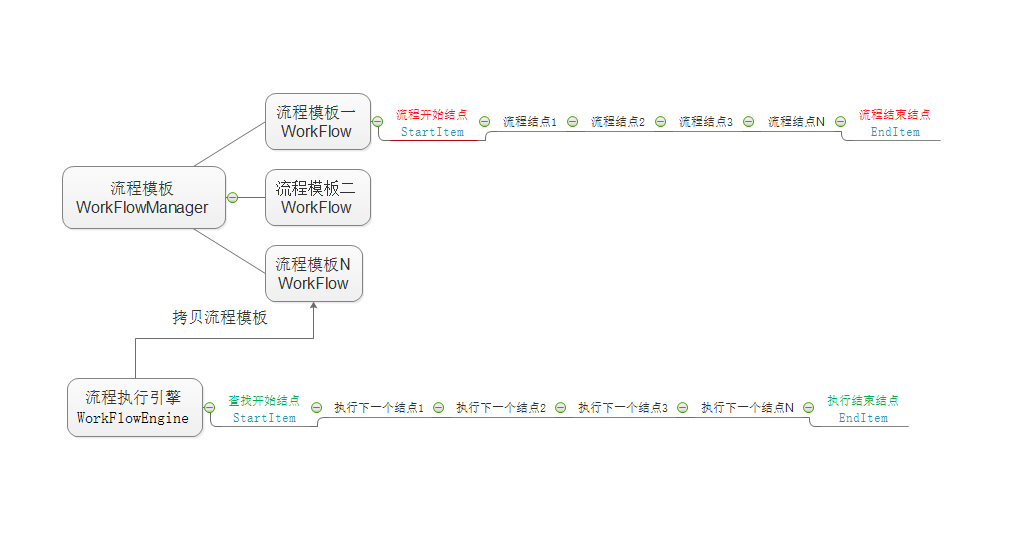 流程模板一
WorkFlow
流程开始结点
StartItem
流程结点1
流程结点2
流程结点3
流程结点N
流程结束结点
EndItem
流程模板
WorkFlowManager
流程模板二
WorkFlow
流程模板N
WorkFlow
拷贝流程模板
流程执行引擎
WorkFlowEngine
查找开始结点
StartItem
执行下一个结点1
执行下一个结点2
执行下一个结点3
执行下一个结点N
执行结束结点
EndItem